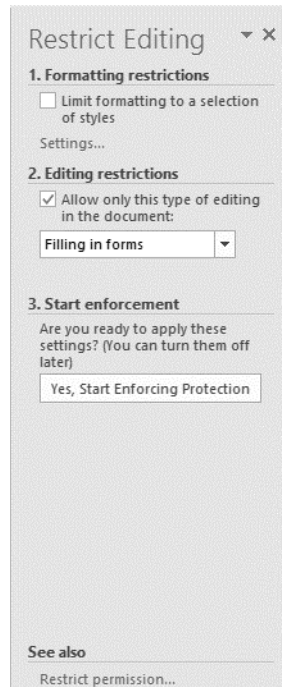 Restrict Editing
1. Formatting restrictions
Limit formatting to a selection
of styles
Settings...
2. Editing restrictions
Allow only this type of editing
in the document:
Filling in forms
3. Start enforcement
Are you ready to apply these
settings? (You can turn them off
later)
Yes, Start Enforcing Protection
See also
Restrict permission...